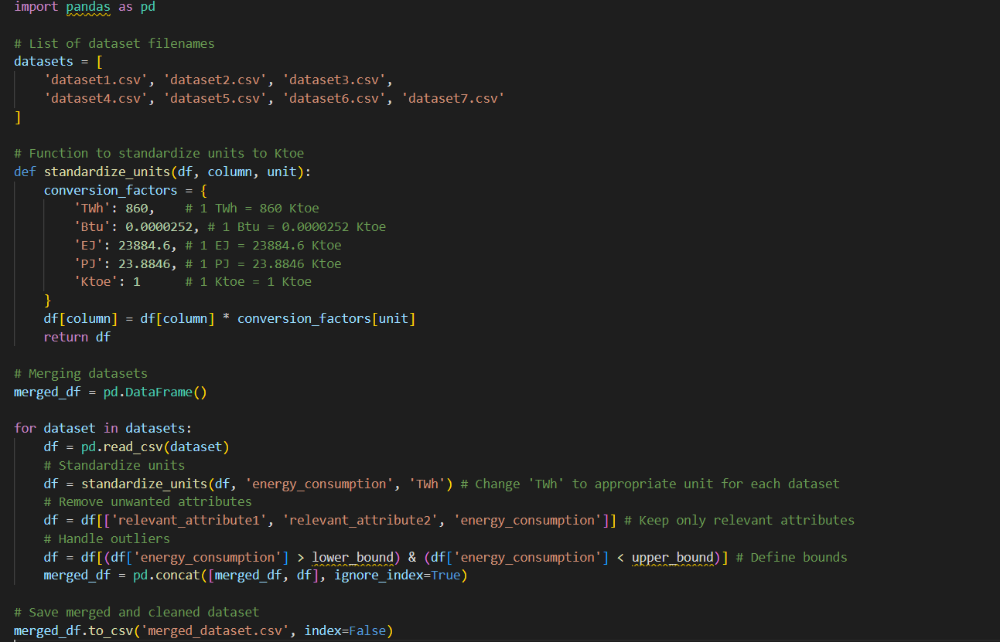 import pandas as pd

# List of dataset filenames
datasets = [
    'dataset1.csv', 'dataset2.csv', 'dataset3.csv',
    'dataset4.csv', 'dataset5.csv', 'dataset6.csv', 'dataset7.csv'
]

# Function to standardize units to Ktoe
def standardize_units(df, column, unit):
    conversion_factors = {
        'TWh': 860,    # 1 TWh = 860 Ktoe
        'Btu': 0.0000252, # 1 Btu = 0.0000252 Ktoe
        'EJ': 23884.6, # 1 EJ = 23884.6 Ktoe
        'PJ': 23.8846, # 1 PJ = 23.8846 Ktoe
        'Ktoe': 1      # 1 Ktoe = 1 Ktoe
    }
    df[column] = df[column] * conversion_factors[unit]
    return df

# Merging datasets
merged_df = pd.DataFrame()

for dataset in datasets:
    df = pd.read_csv(dataset)
    # Standardize units
    df = standardize_units(df, 'energy_consumption', 'TWh') # Change 'TWh' to appropriate unit for each dataset
    # Remove unwanted attributes
    df = df[['relevant_attribute1', 'relevant_attribute2', 'energy_consumption']] # Keep only relevant attributes
    # Handle outliers
    df = df[(df['energy_consumption'] > lower_bound) & (df['energy_consumption'] < upper_bound)] # Define bounds
    merged_df = pd.concat([merged_df, df], ignore_index=True)

# Save merged and cleaned dataset
merged_df.to_csv('merged_dataset.csv', index=False)